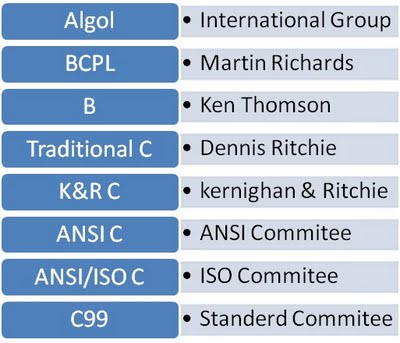 Algol • International Group
BCPL • Martin Richards
B • Ken Thomson
Traditional C • Dennis Ritchie
K&R C • kernighan & Ritchie
ANSI C • ANSI Commitee
ANSI/ISO C • ISO Commitee
C99 • Standerd Commitee